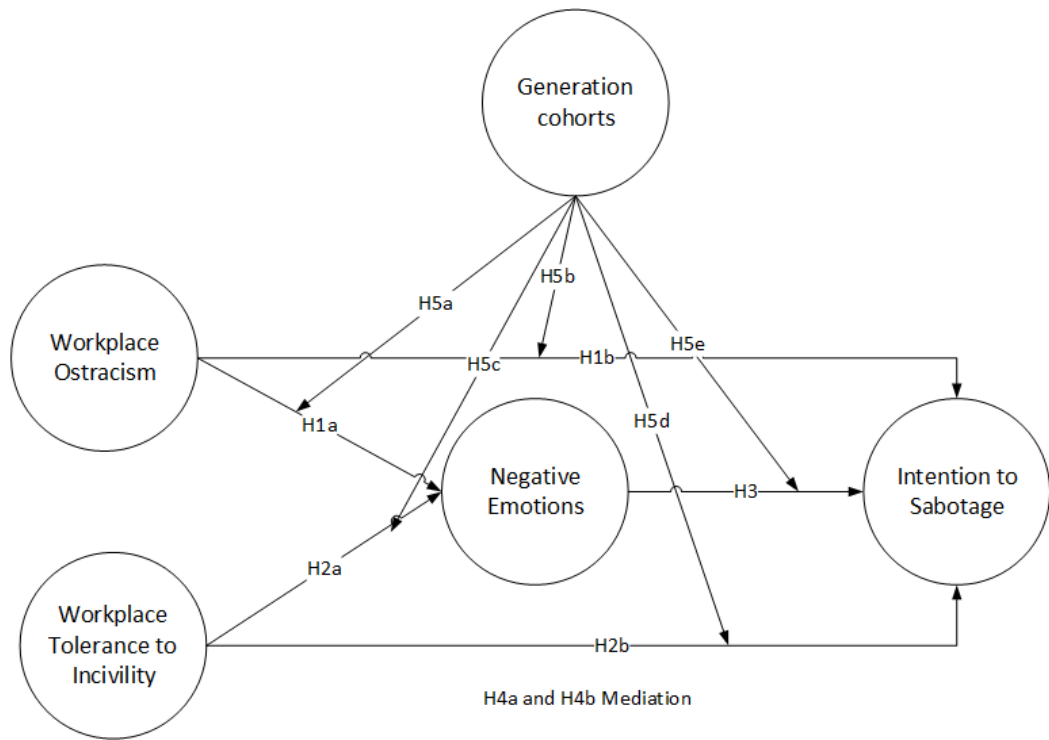 Generation
cohorts
H5b
H5a
Workplace
Ostracism
H5e
H1b
H5c
H1a
H5d
Negative
Emotions
H3
Intention to
Sabotage
H2a
Workplace
Tolerance to
Incivility
H2b
H4a and H4b Mediation